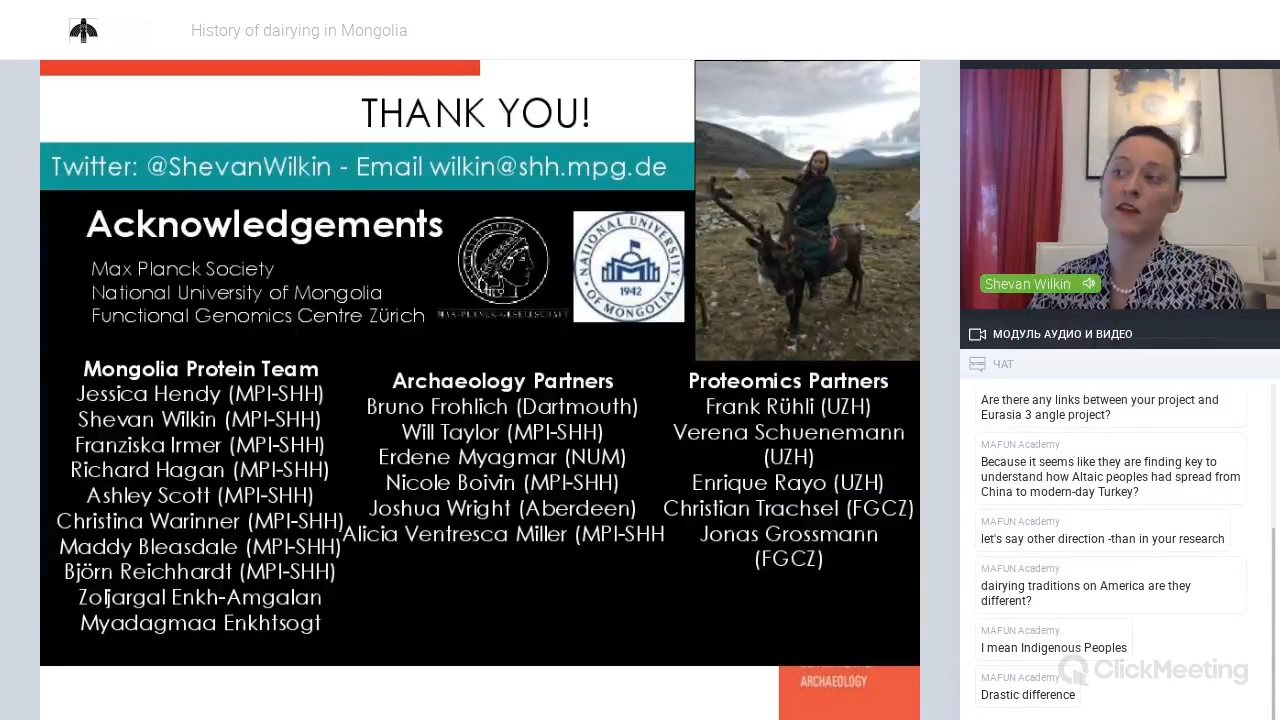 History of dairying in Mongolia
THANK YOU!
Twitter: @ShevanWilkin - Email wilkin@shh.mpg.de
Acknowledgements
Max Planck Society
National University of Mongolia
Functional Genomics Centre Zürich
MAX-PLANCK-GESELLSCHAFT
NATIONAL UNIVERSITY
OF MONGOLIA
1942
Mongolia Protein Team
Jessica Hendy (MPI-SHH)
Shevan Wilkin (MPI-SHH)
Franziska Irmer (MPI-SHH)
Richard Hagan (MPI-SHH)
Ashley Scott (MPI-SHH)
Christina Warinner (MPI-SHH)
Maddy Bleasdale (MPI-SHH)
Björn Reichhardt (MPI-SHH)
Zoljargal Enkh-Amgalan
Myadagmaa Enkhtsogt
Archaeology Partners
Bruno Frohlich (Dartmouth)
Will Taylor (MPI-SHH)
Erdene Myagmar (NUM)
Nicole Boivin (MPI-SHH)
Joshua Wright (Aberdeen)
Alicia Ventresca Miller (MPI-SHH
Proteomics Partners
Frank Rühli (UZH)
Verena Schuenemann
(UZH)
Enrique Rayo (UZH)
Christian Trachsel (FGCZ)
Jonas Grossmann
(FGCZ)
ARCHAEOLOGY
Shevan Wilkin
МОДУЛЬ АУДИО И ВИДЕО
ЧАТ
Are there any links between your project and
Eurasia 3 angle project?
MAFUN Academy
Because it seems like they are finding key to
understand how Altaic peoples had spread from
China to modern-day Turkey?
MAFUN Academy
let's say other direction -than in your research
MAFUN Academy
dairying traditions on America are they
different?
MAFUN Academy
I mean Indigenous Peoples
MAFUN Academy
Drastic difference
ClickMeeting